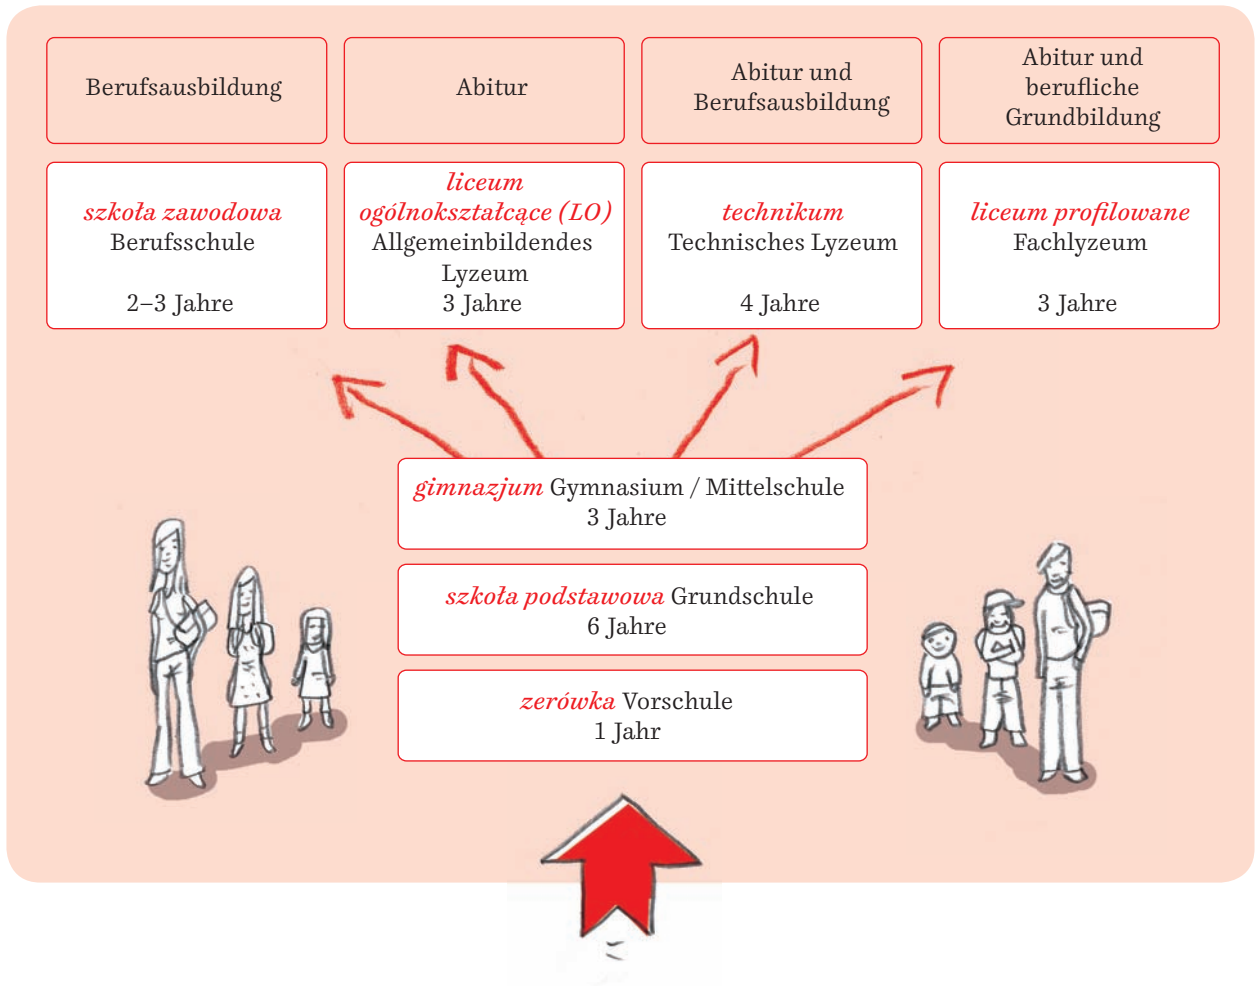 Berufsausbildung
Abitur
Abitur und
Berufsausbildung
Abitur und
berufliche
Grundbildung
szkoła zawodowa
Berufsschule
2–3 Jahre
liceum
ogólnokształcące (LO)
Allgemeinbildendes
Lyzeum
3 Jahre
technikum
Technisches Lyzeum
4 Jahre
liceum profilowane
Fachlyzeum
3 Jahre
gimnazjum Gymnasium / Mittelschule
3 Jahre
szkoła podstawowa Grundschule
6 Jahre
zerówka Vorschule
1 Jahr